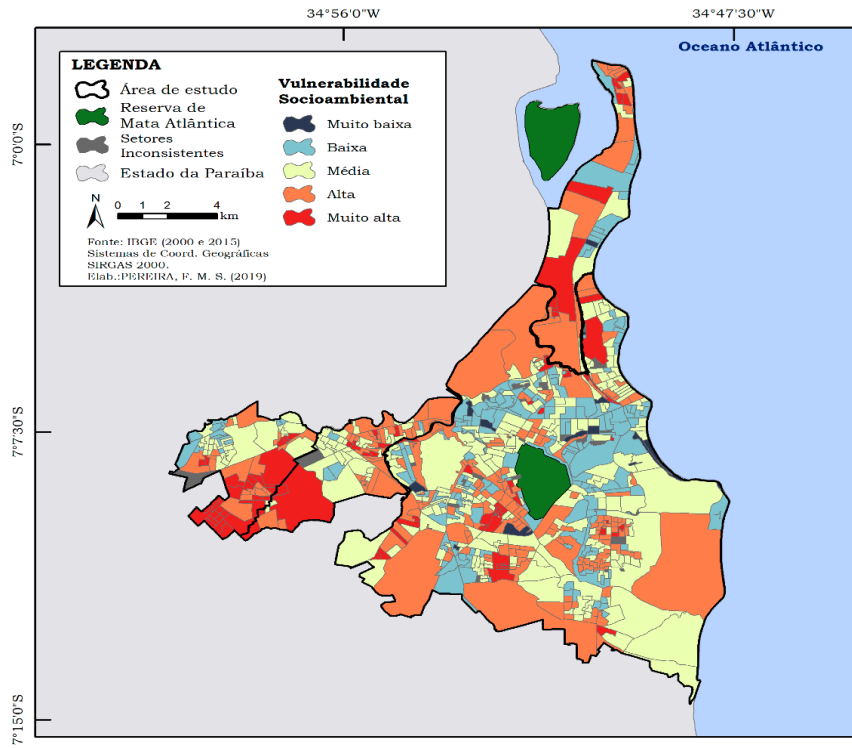 34°56'0"W
34°47'30"W
Oceano Atlântico
LEGENDA
Área de estudo
Reserva de
Mata Atlântica
Setores
Inconsistentes
Estado da Paraíba
Vulnerabilidade
Socioambiental
Muito baixa
Baixa
Média
Alta
Muito alta
N
0 1 2 4
km
Fonte: IBGE (2000 e 2015)
Sistemas de Coord. Geográficas
SIRGAS 2000.
Elab.:PEREIRA, F. M. S. (2019)
7°0'0"S
7°7'30"S
7°15'0"S